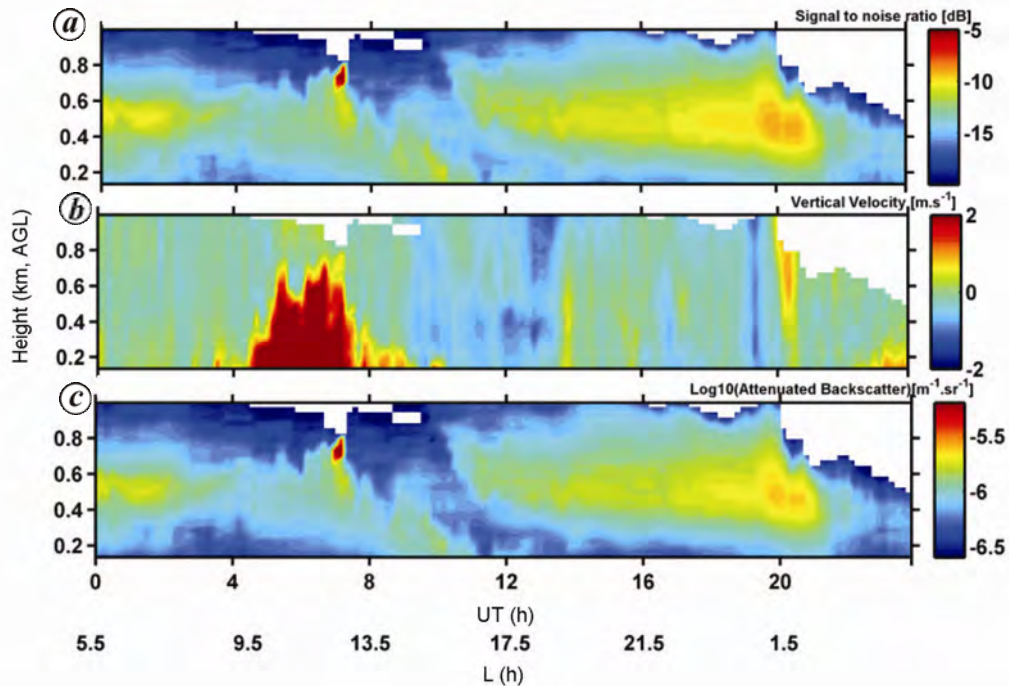 a
Signal to noise ratio [dB]
-5
0.8
0.6
-10
0.4
-15
0.2
b
Vertical Velocity [m.s-1]
2
0.8
0.6
0
0.4
0.2
-2
Height (km, AGL)
c
Log10(Attenuated Backscatter)[m-1.sr-1]
0.8
-5.5
0.6
-6
0.4
0.2
-6.5
0 4 8 12 16 20
UT (h)
5.5 9.5 13.5 17.5 21.5 1.5
L (h)